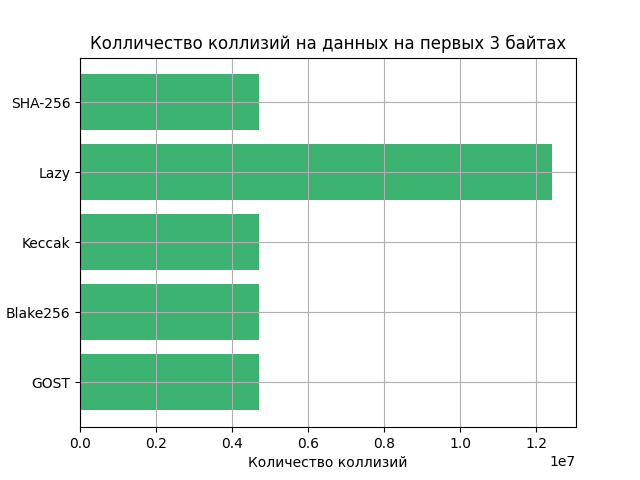 Колличество коллизий на данных на первых 3 байтах
SHA-256
Lazy
Keccak
Blake256
GOST
0.0 0.2 0.4 0.6 0.8 1.0 1.2
1e7
Количество коллизий